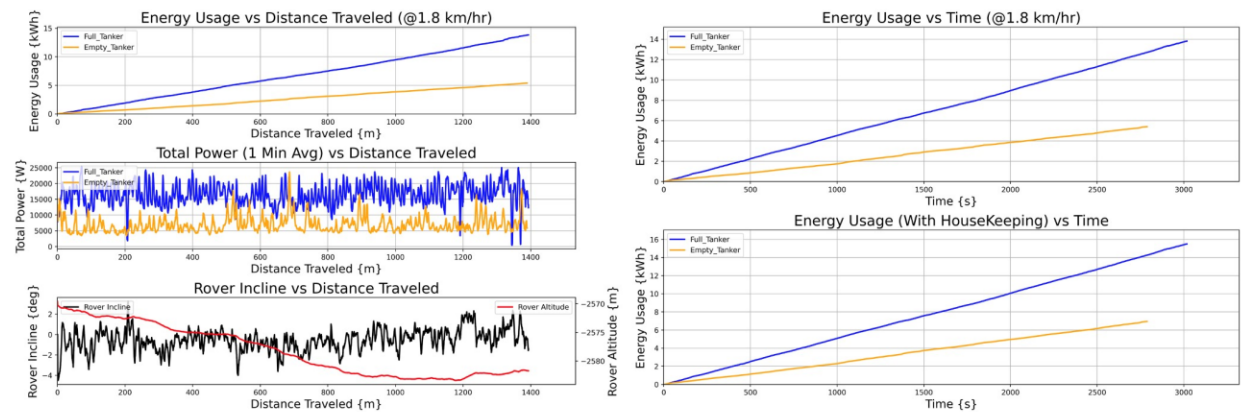 Energy Usage vs Distance Traveled (@1.8 km/hr)
Energy Usage {kWh}
15
10
5
0
Full_Tanker
Empty_Tanker
0 200 400 600 800 1000 1200 1400
Distance Traveled {m}
Total Power (1 Min Avg) vs Distance Traveled
Total Power {W}
25000
20000
15000
10000
5000
0
Full_Tanker
Empty_Tanker
0 200 400 600 800 1000 1200 1400
Distance Traveled {m}
Rover Incline vs Distance Traveled
Rover Incline {deg}
2
0
−2
−4
Rover Incline
Rover Altitude
−2570
−2575
−2580
Rover Altitude {m}
0 200 400 600 800 1000 1200 1400
Distance Traveled {m}
Energy Usage vs Time (@1.8 km/hr)
Energy Usage {kWh}
14
12
10
8
6
4
2
0
Full_Tanker
Empty_Tanker
0 500 1000 1500 2000 2500 3000
Time {s}
Energy Usage (With HouseKeeping) vs Time
Energy Usage {kWh}
16
14
12
10
8
6
4
2
0
Full_Tanker
Empty_Tanker
0 500 1000 1500 2000 2500 3000
Time {s}